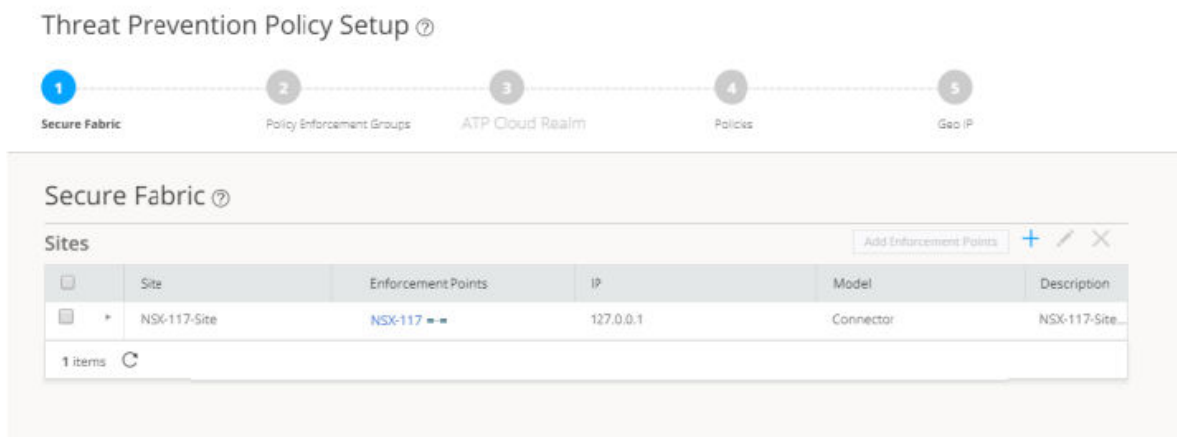 Threat Prevention Policy Setup ?
1 2 3 4 5
Secure Fabric Policy Enforcement Groups ATP Cloud Realm Policies Geo IP
Secure Fabric ?
Sites Add Enforcement Points
Site Enforcement Points IP Model Description
NSX-117-Site NSX-117 127.0.0.1 Connector NSX-117-Site...
1 items